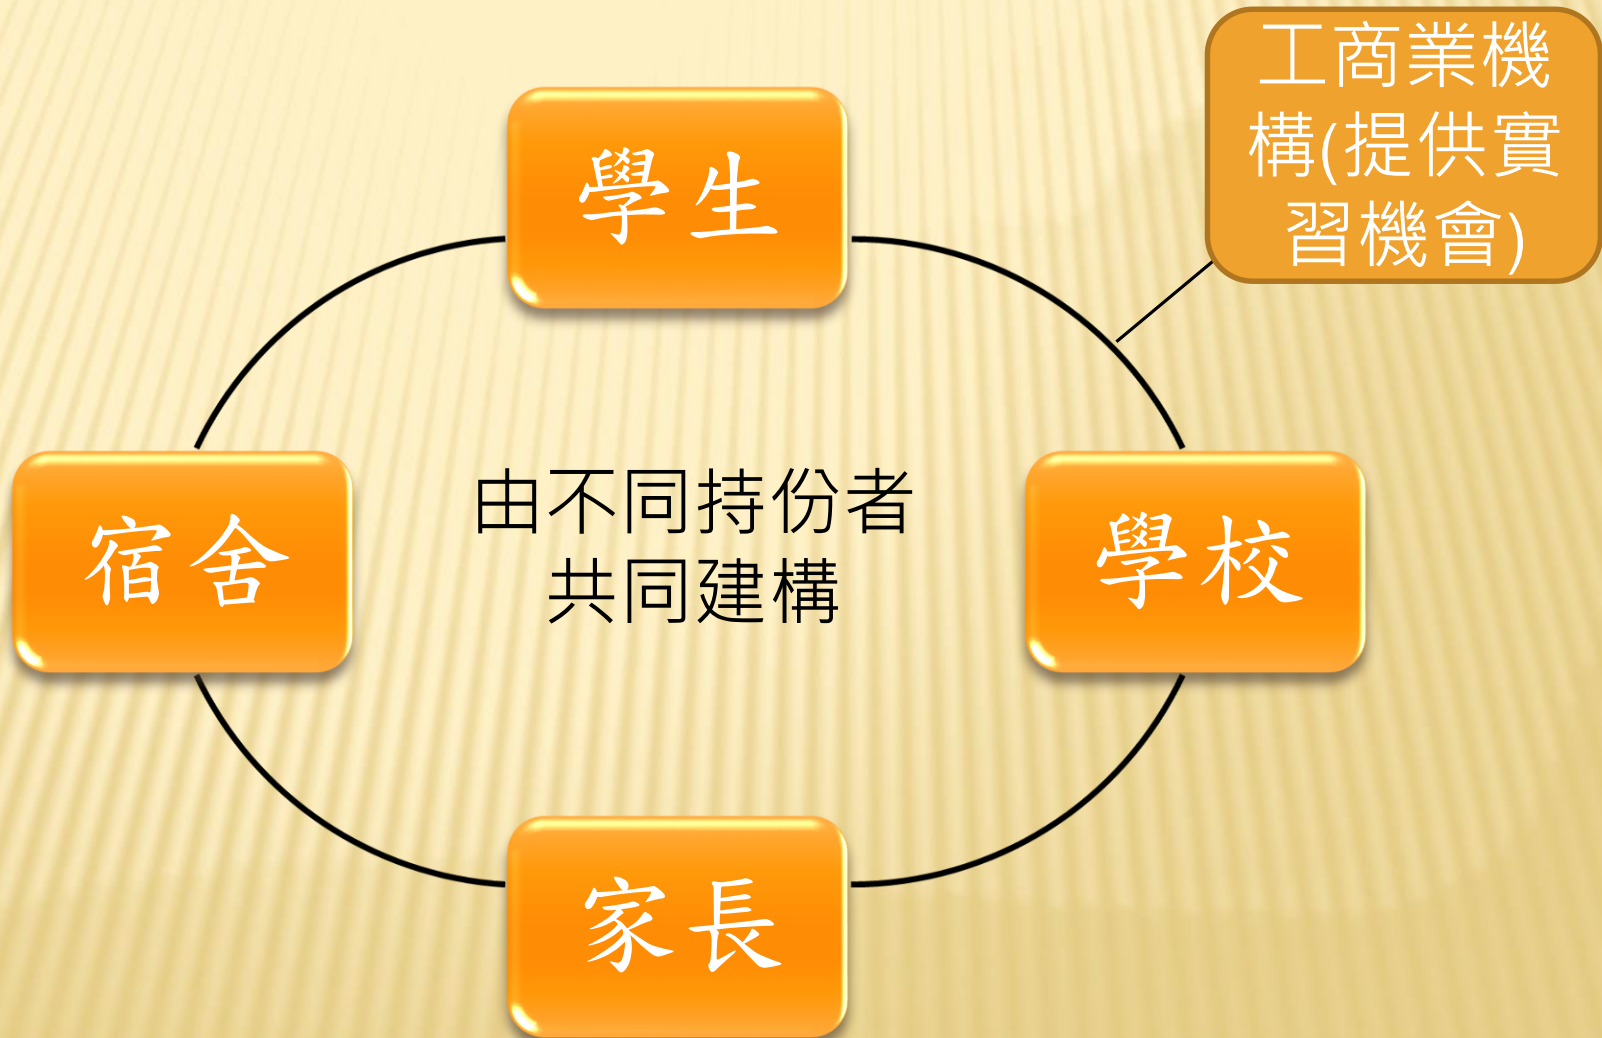 工商業機
構(提供實
習機會)
學生
宿舍
由不同持份者
共同建構
學校
家長